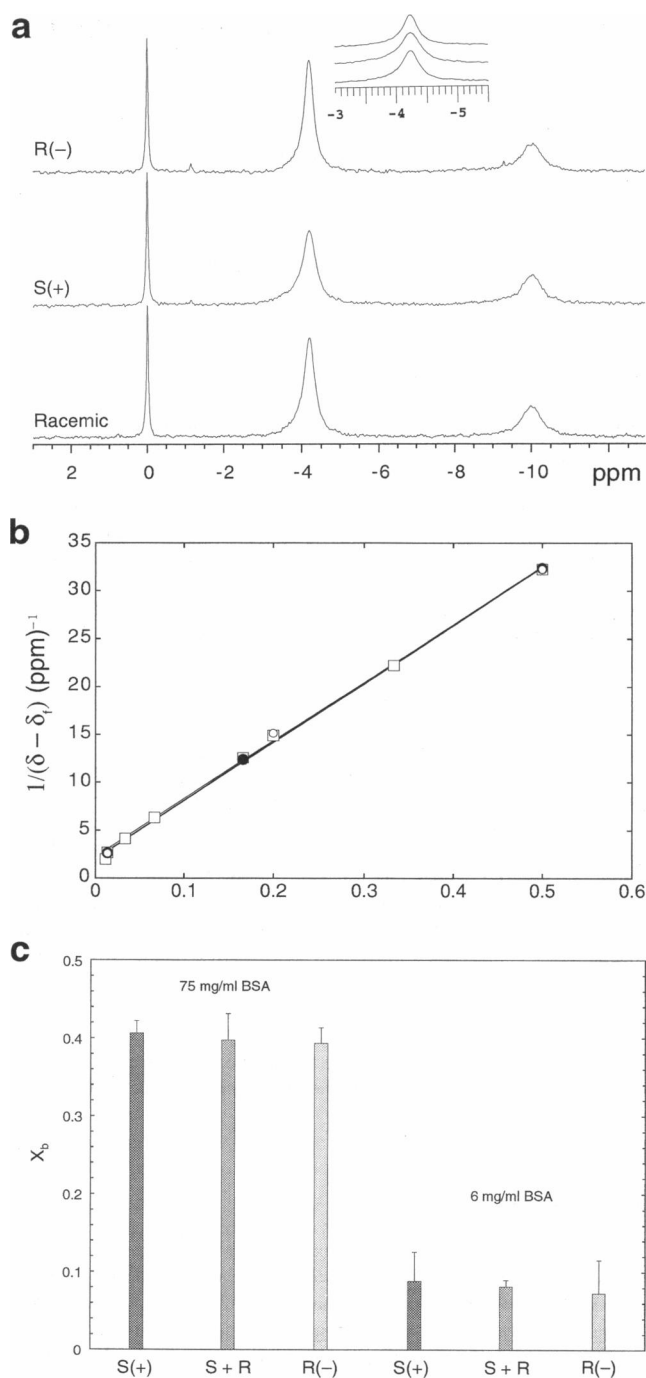 a
-3 -4 -5
R(−)
S(+)
Racemic
2 0 -2 -4 -6 -8 -10 ppm
b
35
30
25
20
15
10
5
0
1/(δ − δf) (ppm)⁻¹
0 0.1 0.2 0.3 0.4 0.5 0.6
c
0.5
0.4
0.3
0.2
0.1
0
Xb
75 mg/ml BSA
6 mg/ml BSA
S(+) S + R R(−) S(+) S + R R(−)